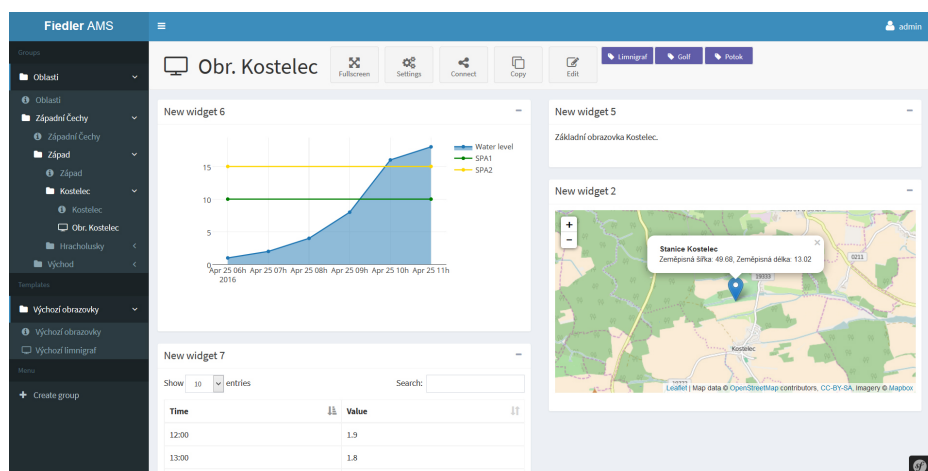 Fiedler AMS
admin
Groups
Oblasti
Oblasti
Západní Čechy
Západní Čechy
Západ
Západ
Kostelec
Kostelec
Obr. Kostelec
Hracholusky
Východ
Templates
Výchozí obrazovky
Výchozí obrazovky
Výchozí limnigraf
Menu
Create group
Obr. Kostelec
Fullscreen
Settings
Connect
Copy
Edit
Limnigraf
Golf
Potok
New widget 6
15
10
5
0
Apr 25 06h
2016
Apr 25 07h
Apr 25 08h
Apr 25 09h
Apr 25 10h
Apr 25 11h
Water level
SPA1
SPA2
New widget 7
Show 10 entries
Search:
Time Value
12:00 1.9
13:00 1.8
New widget 5
Základní obrazovka Kostelec.
New widget 2
+
−
Stanice Kostelec
Zeměpisná šířka: 49.68, Zeměpisná délka: 13.02
0211
19333
Kostelec
Leaflet | Map data © OpenStreetMap contributors, CC-BY-SA, Imagery © Mapbox
sf